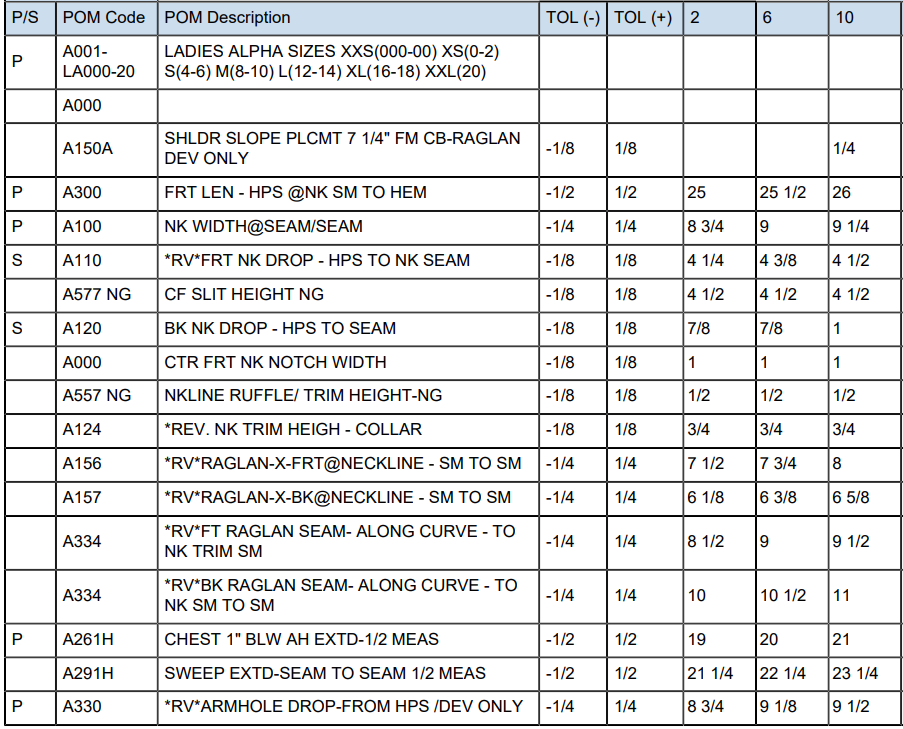 P/S POM Code POM Description TOL (-) TOL (+) 2 6 10
P A001-LA000-20 LADIES ALPHA SIZES XXS(000-00) XS(0-2) S(4-6) M(8-10) L(12-14) XL(16-18) XXL(20)
A000
A150A SHLDR SLOPE PLCMT 7 1/4" FM CB-RAGLAN DEV ONLY -1/8 1/8 1/4
P A300 FRT LEN - HPS @NK SM TO HEM -1/2 1/2 25 25 1/2 26
P A100 NK WIDTH@SEAM/SEAM -1/4 1/4 8 3/4 9 9 1/4
S A110 *RV*FRT NK DROP - HPS TO NK SEAM -1/8 1/8 4 1/4 4 3/8 4 1/2
A577 NG CF SLIT HEIGHT NG -1/8 1/8 4 1/2 4 1/2 4 1/2
S A120 BK NK DROP - HPS TO SEAM -1/8 1/8 7/8 7/8 1
A000 CTR FRT NK NOTCH WIDTH -1/8 1/8 1 1 1
A557 NG NKLINE RUFFLE/ TRIM HEIGHT-NG -1/8 1/8 1/2 1/2 1/2
A124 *REV. NK TRIM HEIGH - COLLAR -1/8 1/8 3/4 3/4 3/4
A156 *RV*RAGLAN-X-FRT@NECKLINE - SM TO SM -1/4 1/4 7 1/2 7 3/4 8
A157 *RV*RAGLAN-X-BK@NECKLINE - SM TO SM -1/4 1/4 6 1/8 6 3/8 6 5/8
A334 *RV*FT RAGLAN SEAM- ALONG CURVE - TO NK TRIM SM -1/4 1/4 8 1/2 9 9 1/2
A334 *RV*BK RAGLAN SEAM- ALONG CURVE - TO NK SM TO SM -1/4 1/4 10 10 1/2 11
P A261H CHEST 1" BLW AH EXTD-1/2 MEAS -1/2 1/2 19 20 21
A291H SWEEP EXTD-SEAM TO SEAM 1/2 MEAS -1/2 1/2 21 1/4 22 1/4 23 1/4
P A330 *RV*ARMHOLE DROP-FROM HPS /DEV ONLY -1/4 1/4 8 3/4 9 1/8 9 1/2